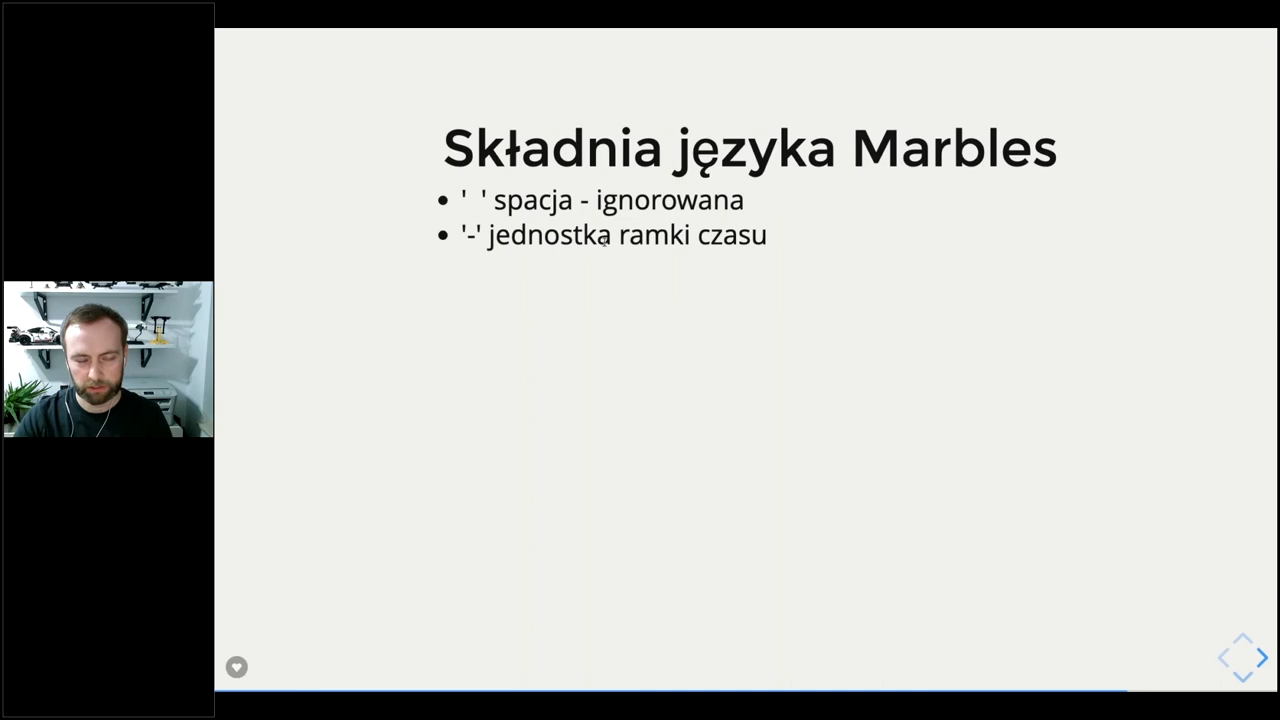 Składnia języka Marbles
' ' spacja - ignorowana
'-' jednostka ramki czasu